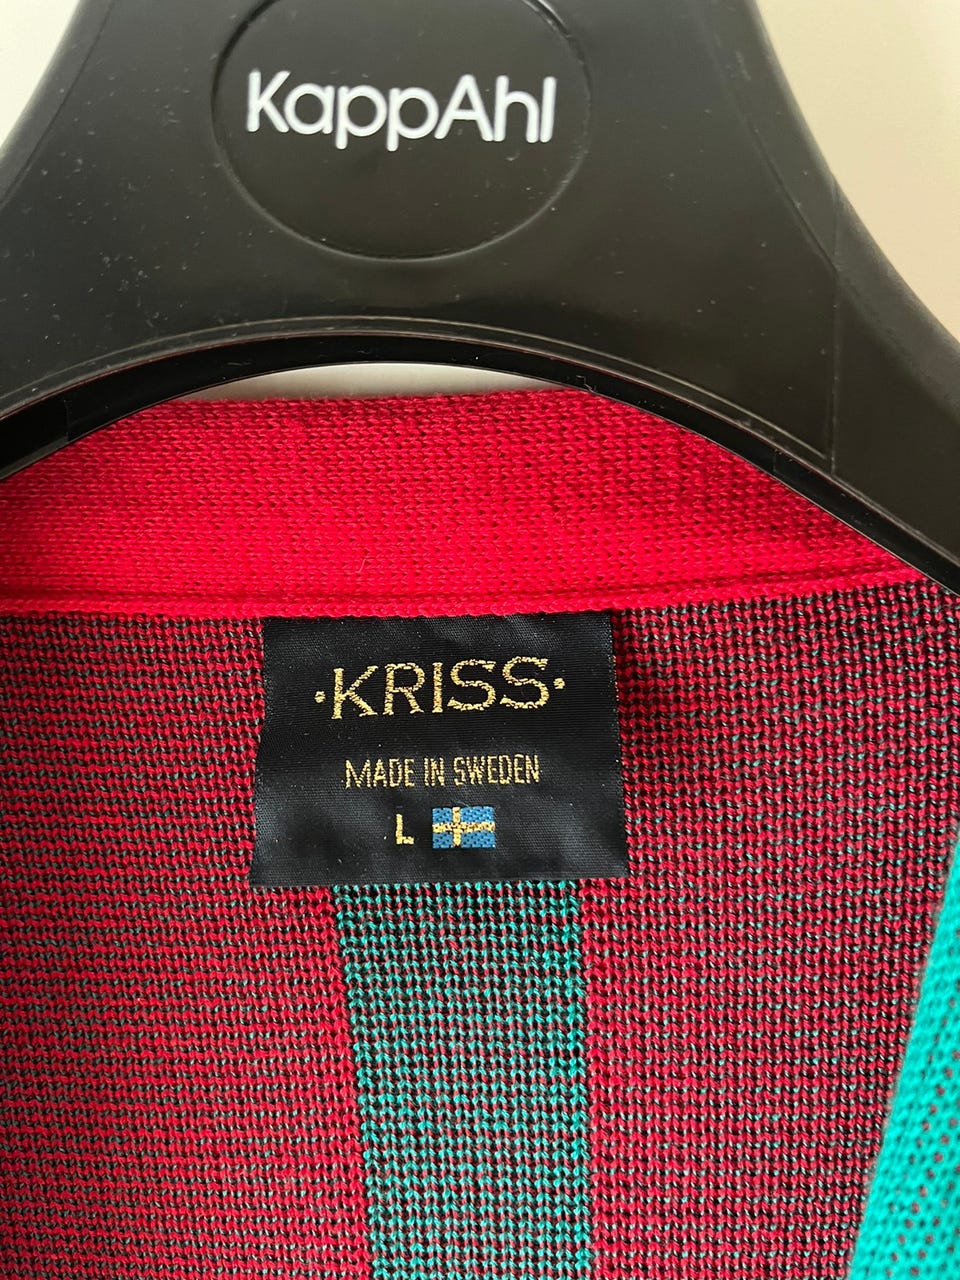 KappAhl
·KRISS·
MADE IN SWEDEN
L